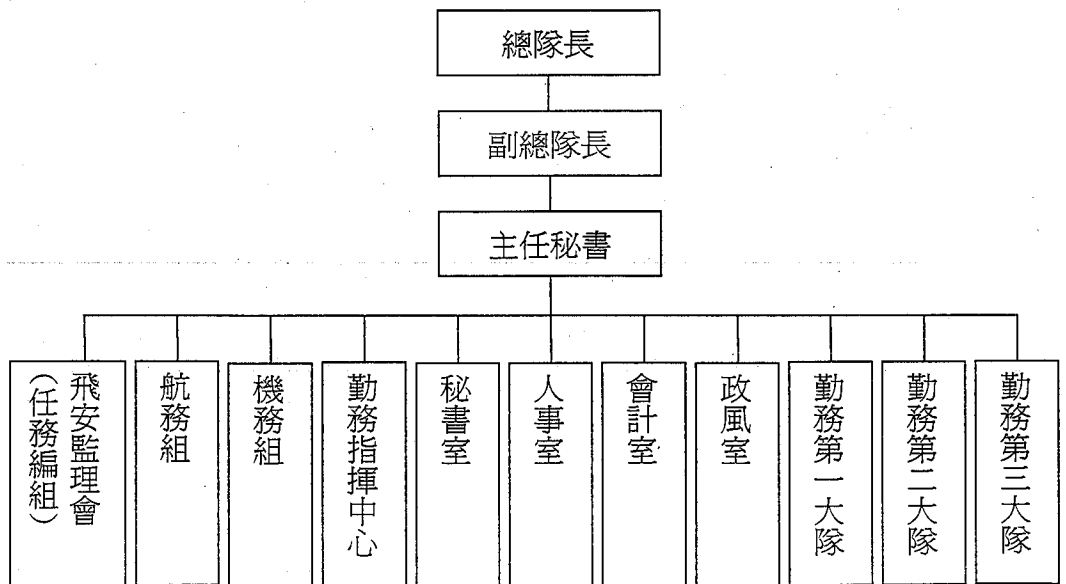 總隊長
副總隊長
主任秘書
飛安監理會
（任務編組）
航務組
機務組
勤務指揮中心
秘書室
人事室
會計室
政風室
勤務第一大隊
勤務第二大隊
勤務第三大隊